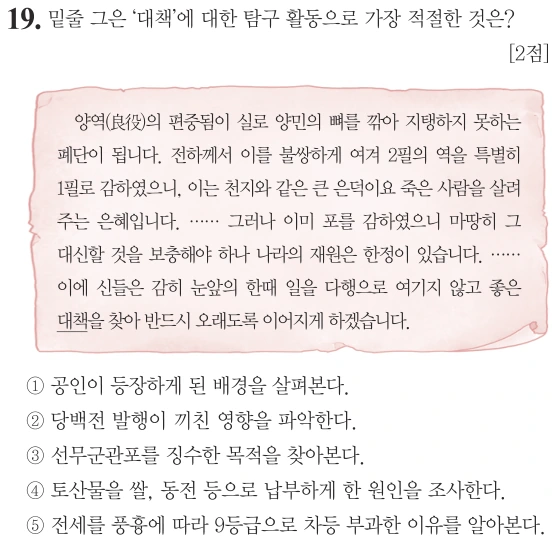 19. 밑줄 그은 ‘대책’에 대한 탐구 활동으로 가장 적절한 것은?
[2점]
양역(良役)의 편중됨이 실로 양민의 뼈를 깎아 지탱하지 못하는
폐단이 됩니다. 전하께서 이를 불쌍하게 여겨 2필의 역을 특별히
1필로 감하였으니, 이는 천지와 같은 큰 은덕이요 죽은 사람을 살려
주는 은혜입니다. …… 그러나 이미 포를 감하였으니 마땅히 그
대신할 것을 보충해야 하나 나라의 재원은 한정이 있습니다. ……
이에 신들은 감히 눈앞의 한때 일을 다행으로 여기지 않고 좋은
대책을 찾아 반드시 오래도록 이어지게 하겠습니다.
① 공인이 등장하게 된 배경을 살펴본다.
② 당백전 발행이 끼친 영향을 파악한다.
③ 선무군관포를 징수한 목적을 찾아본다.
④ 토산물을 쌀, 동전 등으로 납부하게 한 원인을 조사한다.
⑤ 전세를 풍흉에 따라 9등급으로 차등 부과한 이유를 알아본다.